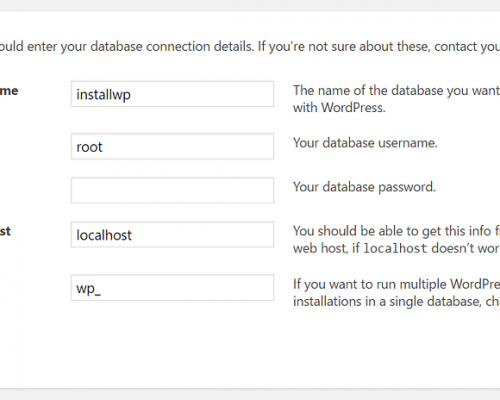 ould enter your database connection details. If you're not sure about these, contact you
me installwp The name of the database you want
with WordPress.
root Your database username.
Your database password.
st localhost You should be able to get this info f
web host, if localhost doesn't wor
wp_ If you want to run multiple WordPre
installations in a single database, cha